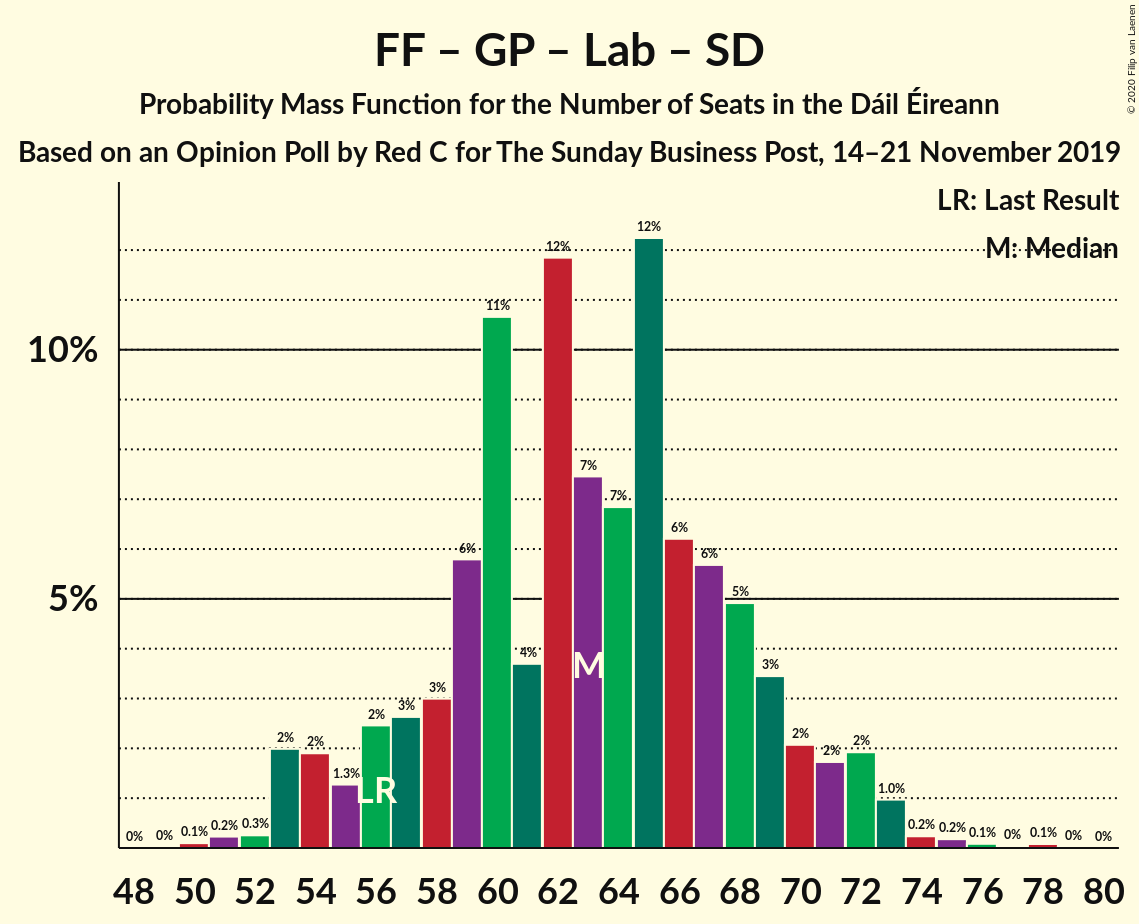 FF – GP – Lab – SD
Probability Mass Function for the Number of Seats in the Dáil Éireann
Based on an Opinion Poll by Red C for The Sunday Business Post, 14–21 November 2019
© 2020 Filip van Laenen
LR: Last Result
M: Median
10%
5%
0% 0% 0.1% 0.2% 0.3% 2% 2% 1.3% 2% 3% 3% 6% 11% 4% 12% 7% 7% 12% 6% 6% 5% 3% 2% 2% 2% 1.0% 0.2% 0.2% 0.1% 0% 0.1% 0% 0%
LR
M
48 50 52 54 56 58 60 62 64 66 68 70 72 74 76 78 80